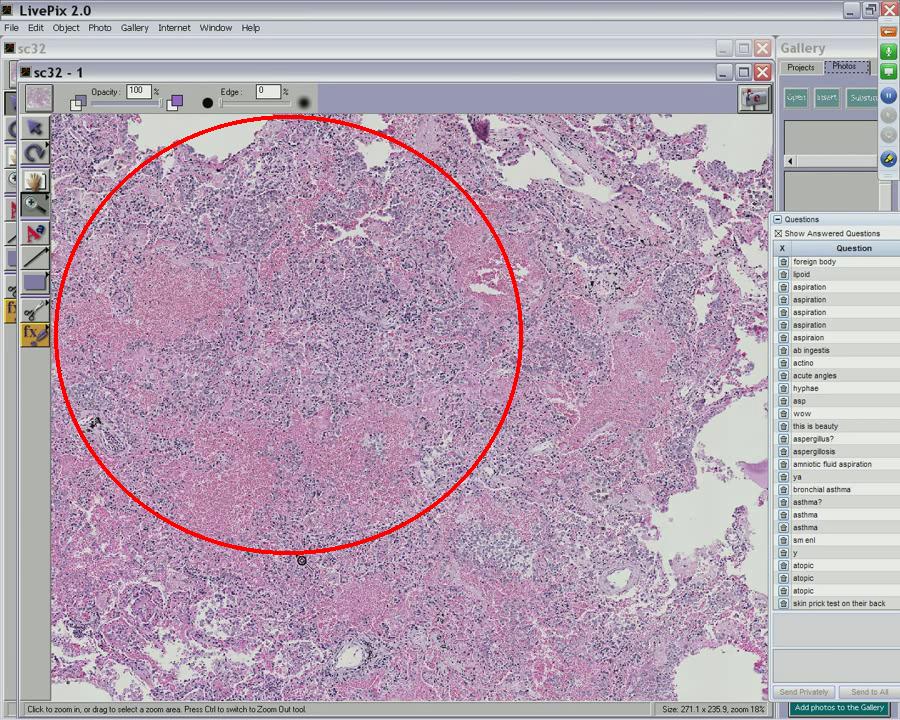 LivePix 2.0
File Edit Object Photo Gallery Internet Window Help
sc32
Gallery
sc32 - 1
Projects Photos
Opacity: 100 % Edge: 0 %
Open Insert
Questions
Show Answered Questions
X Question
foreign body
lipoid
aspiration
aspiration
aspiration
aspiration
aspiraion
ab ingestis
actino
acute angles
hyphae
asp
wow
this is beauty
aspergillus?
aspergillosis
amniotic fluid aspiration
ya
bronchial asthma
asthma?
asthma
asthma
sm enl
y
atopic
atopic
atopic
skin prick test on their back
Send Privately Send to All
Add photos to the Gallery
Click to zoom in, or drag to select a zoom area. Press Ctrl to switch to Zoom Out tool. Size: 271.1 x 235.9, zoom 18%